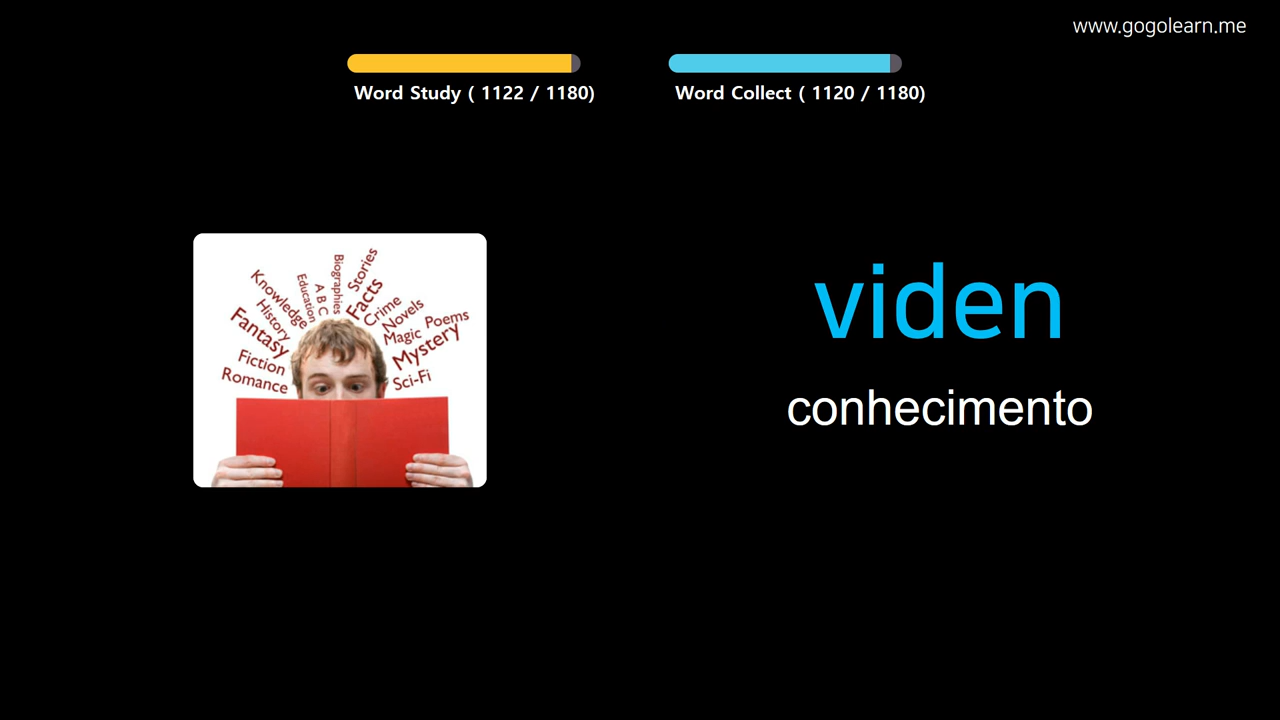 www.gogolearn.me
Word Study ( 1122 / 1180)
Word Collect ( 1120 / 1180)
Stories
Biographies
Facts
A B C
Education
Knowledge
Crime
History
Novels
Fantasy
Poems
Magic
Mystery
Fiction
Romance
Sci-Fi
viden
conhecimento